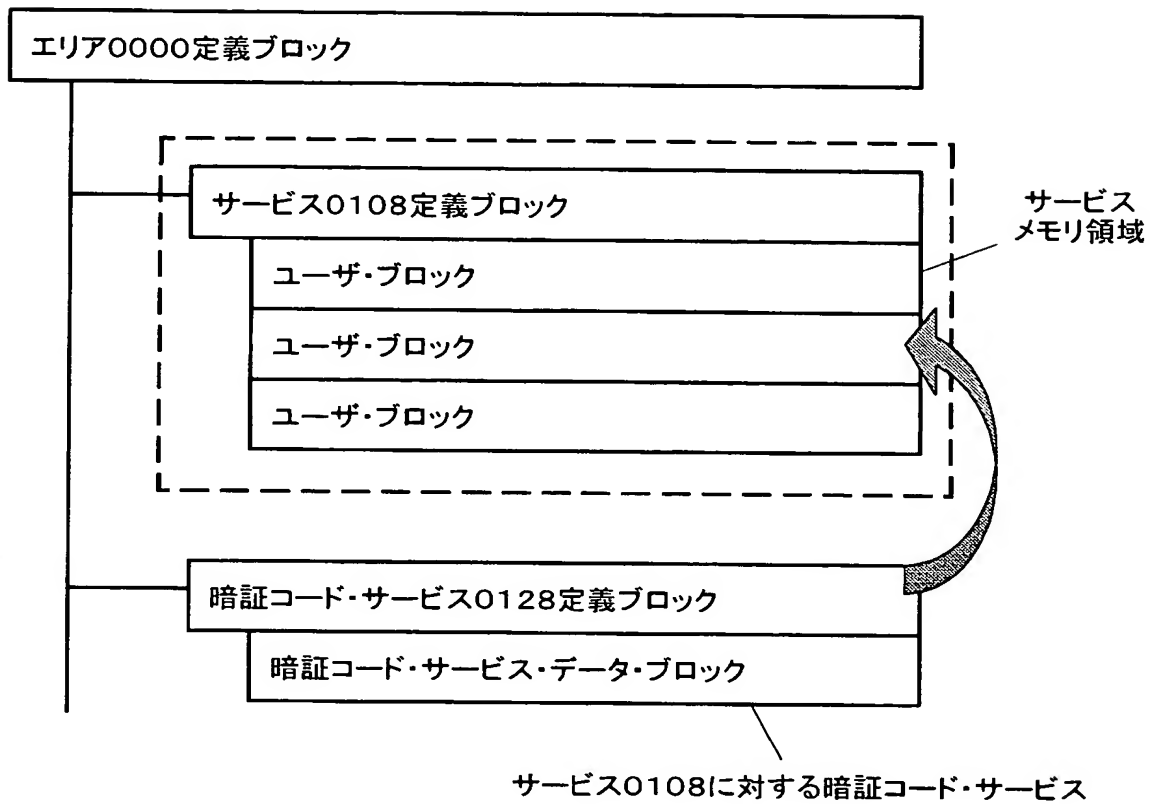 エリア0000定義ブロック
サービス0108定義ブロック
サービス
メモリ領域
ユーザ・ブロック
ユーザ・ブロック
ユーザ・ブロック
暗証コード・サービス0128定義ブロック
暗証コード・サービス・データ・ブロック
サービス0108に対する暗証コード・サービス